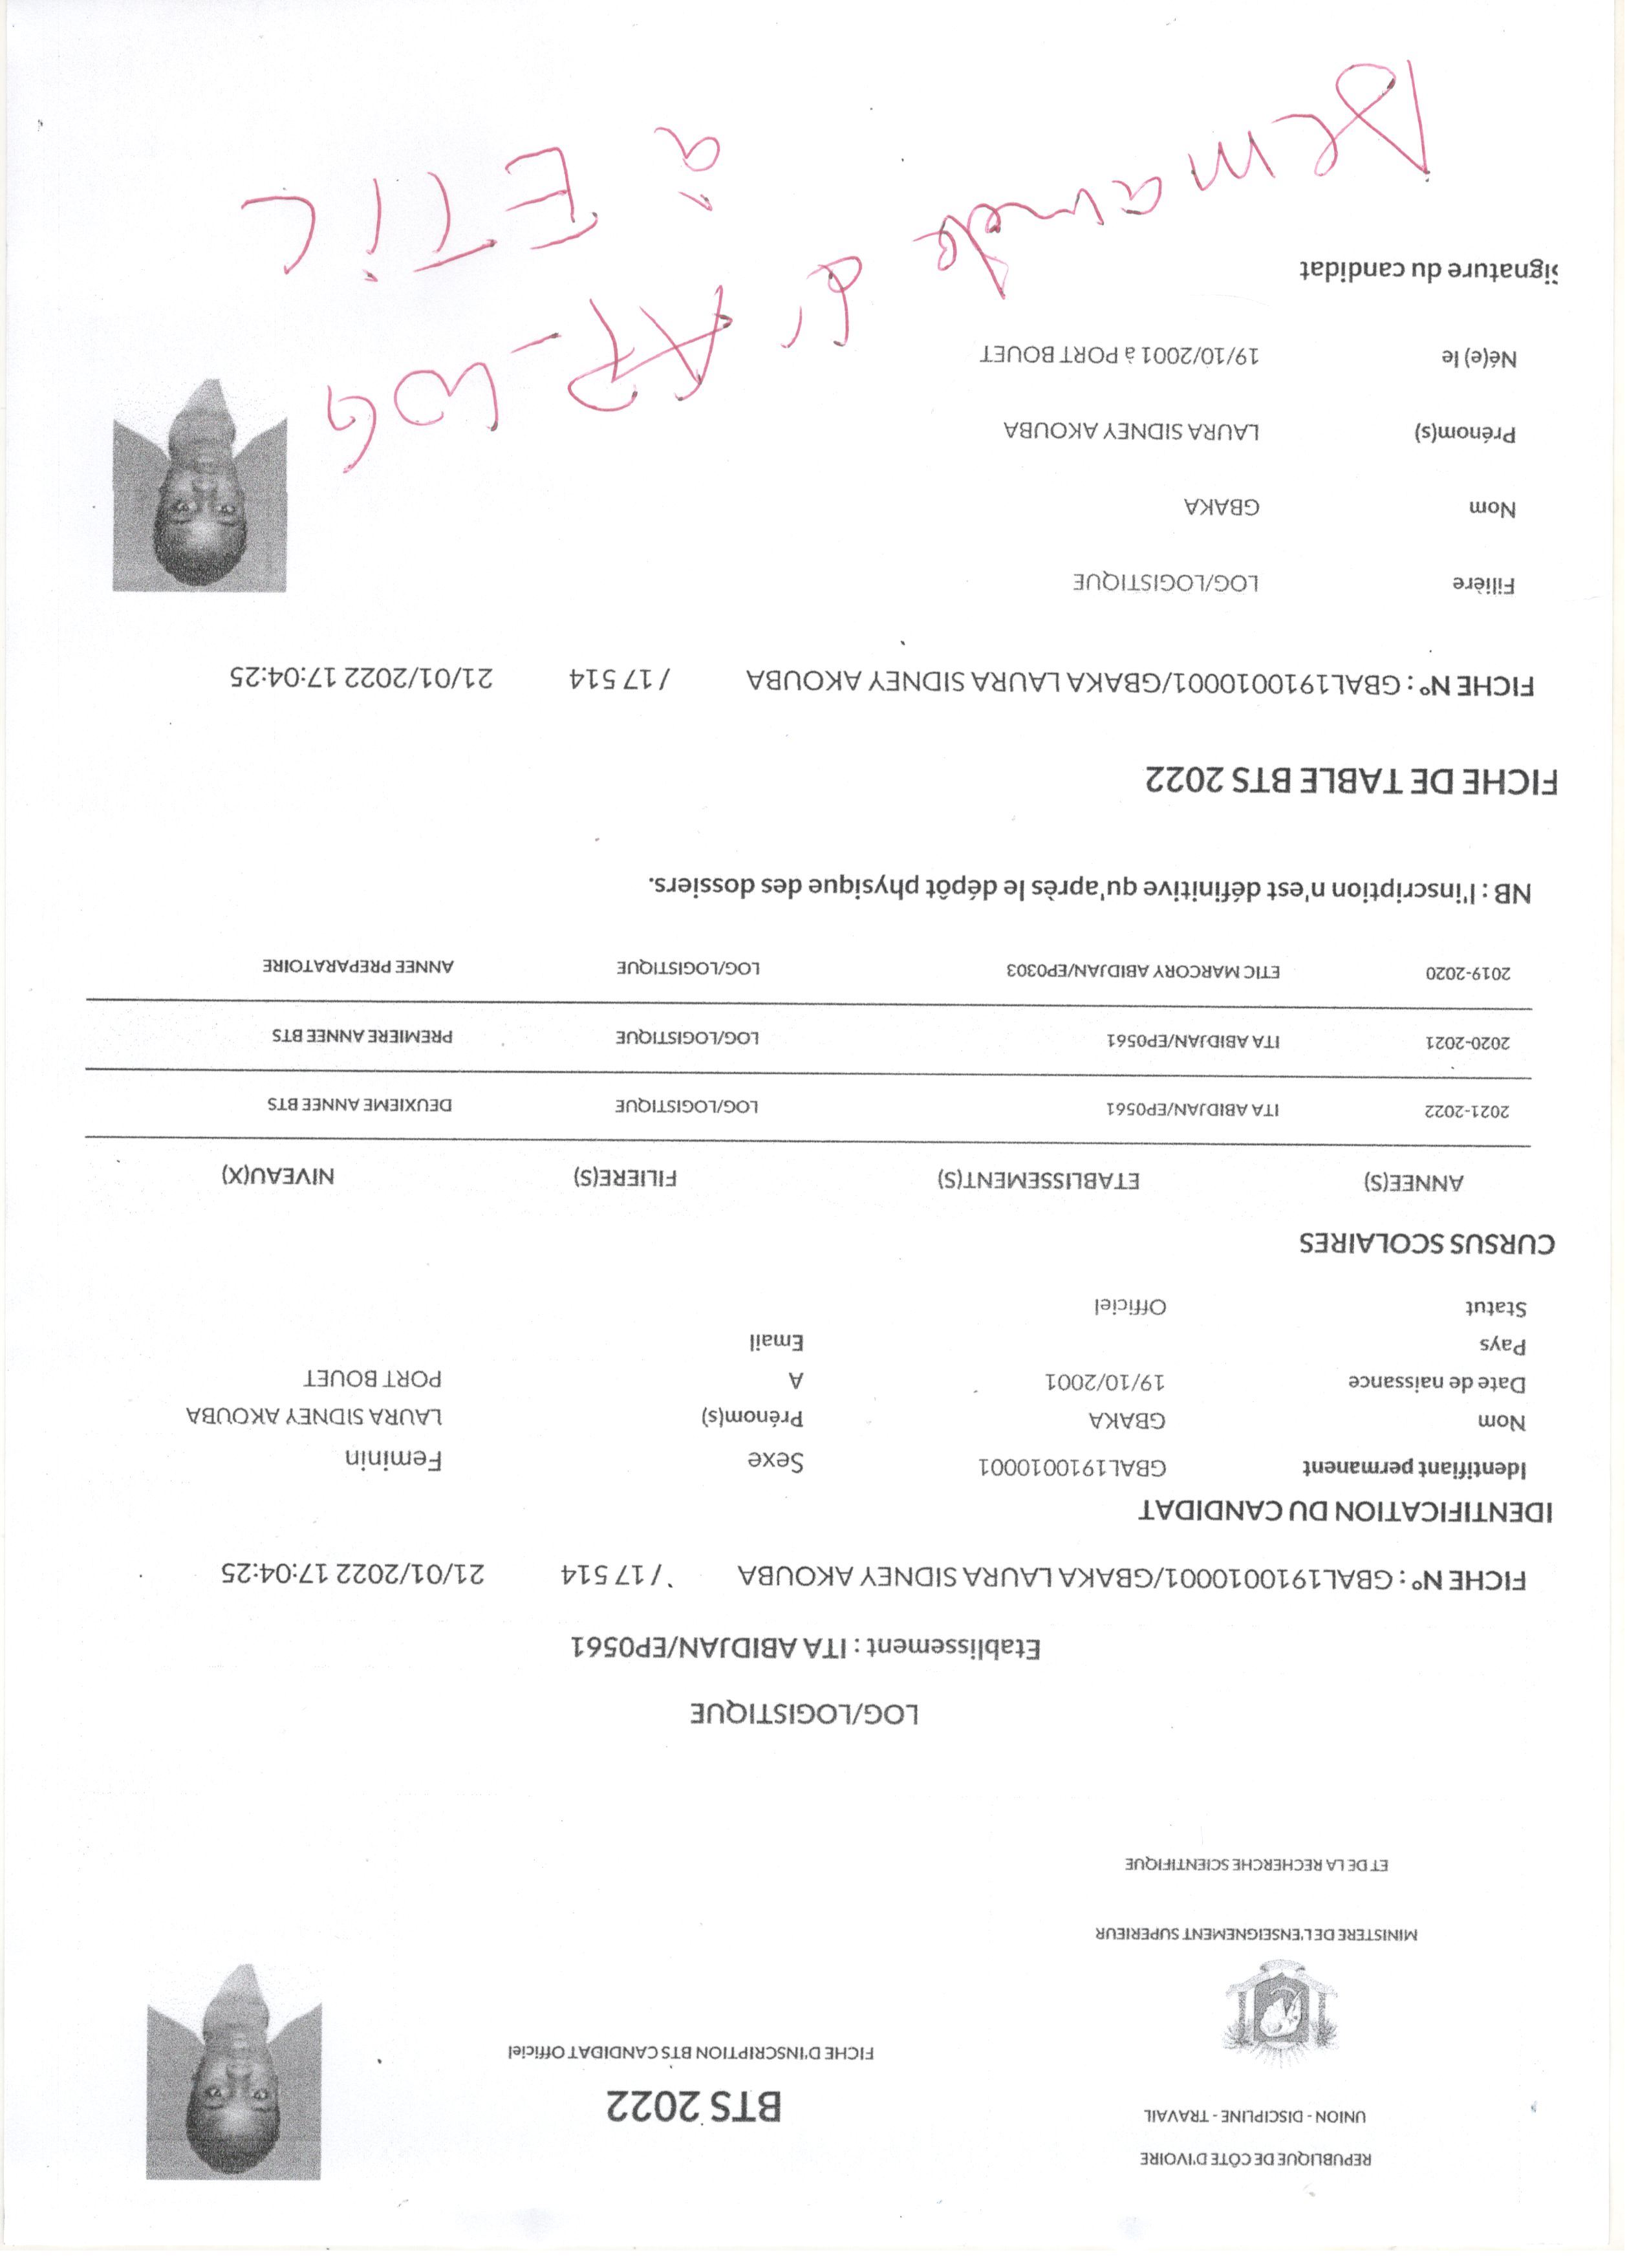 REPUBLIQUE DE CÔTE D'IVOIRE
UNION - DISCIPLINE - TRAVAIL
BTS 2022
FICHE D'INSCRIPTION BTS CANDIDAT Officiel
MINISTERE DE L'ENSEIGNEMENT SUPERIEUR
ET DE LA RECHERCHE SCIENTIFIQUE
LOG/LOGISTIQUE
Etablissement : ITA ABIDJAN/EP0561
FICHE N° : GBAL1910010001/GBAKA LAURA SIDNEY AKOUBA / 17 514 21/01/2022 17:04:25
IDENTIFICATION DU CANDIDAT
Identifiant permanent GBAL1910010001 Sexe Feminin
Nom GBAKA Prénom(s) LAURA SIDNEY AKOUBA
Date de naissance 19/10/2001 A PORT BOUET
Pays Email
Statut Officiel
CURSUS SCOLAIRES
ANNEE(S) ETABLISSEMENT(S) FILIERE(S) NIVEAU(X)
2021-2022 ITA ABIDJAN/EP0561 LOG/LOGISTIQUE DEUXIEME ANNEE BTS
2020-2021 ITA ABIDJAN/EP0561 LOG/LOGISTIQUE PREMIERE ANNEE BTS
2019-2020 ETIC MARCORY ABIDJAN/EP0303 LOG/LOGISTIQUE ANNEE PREPARATOIRE
NB : l'inscription n'est définitive qu'après le dépôt physique des dossiers.
FICHE DE TABLE BTS 2022
FICHE N° : GBAL1910010001/GBAKA LAURA SIDNEY AKOUBA / 17 514 21/01/2022 17:04:25
Filière LOG/LOGISTIQUE
Nom GBAKA
Prénom(s) LAURA SIDNEY AKOUBA
Né(e) le 19/10/2001 à PORT BOUET
Signature du candidat
Demande d'AP-LOG
à ETIC